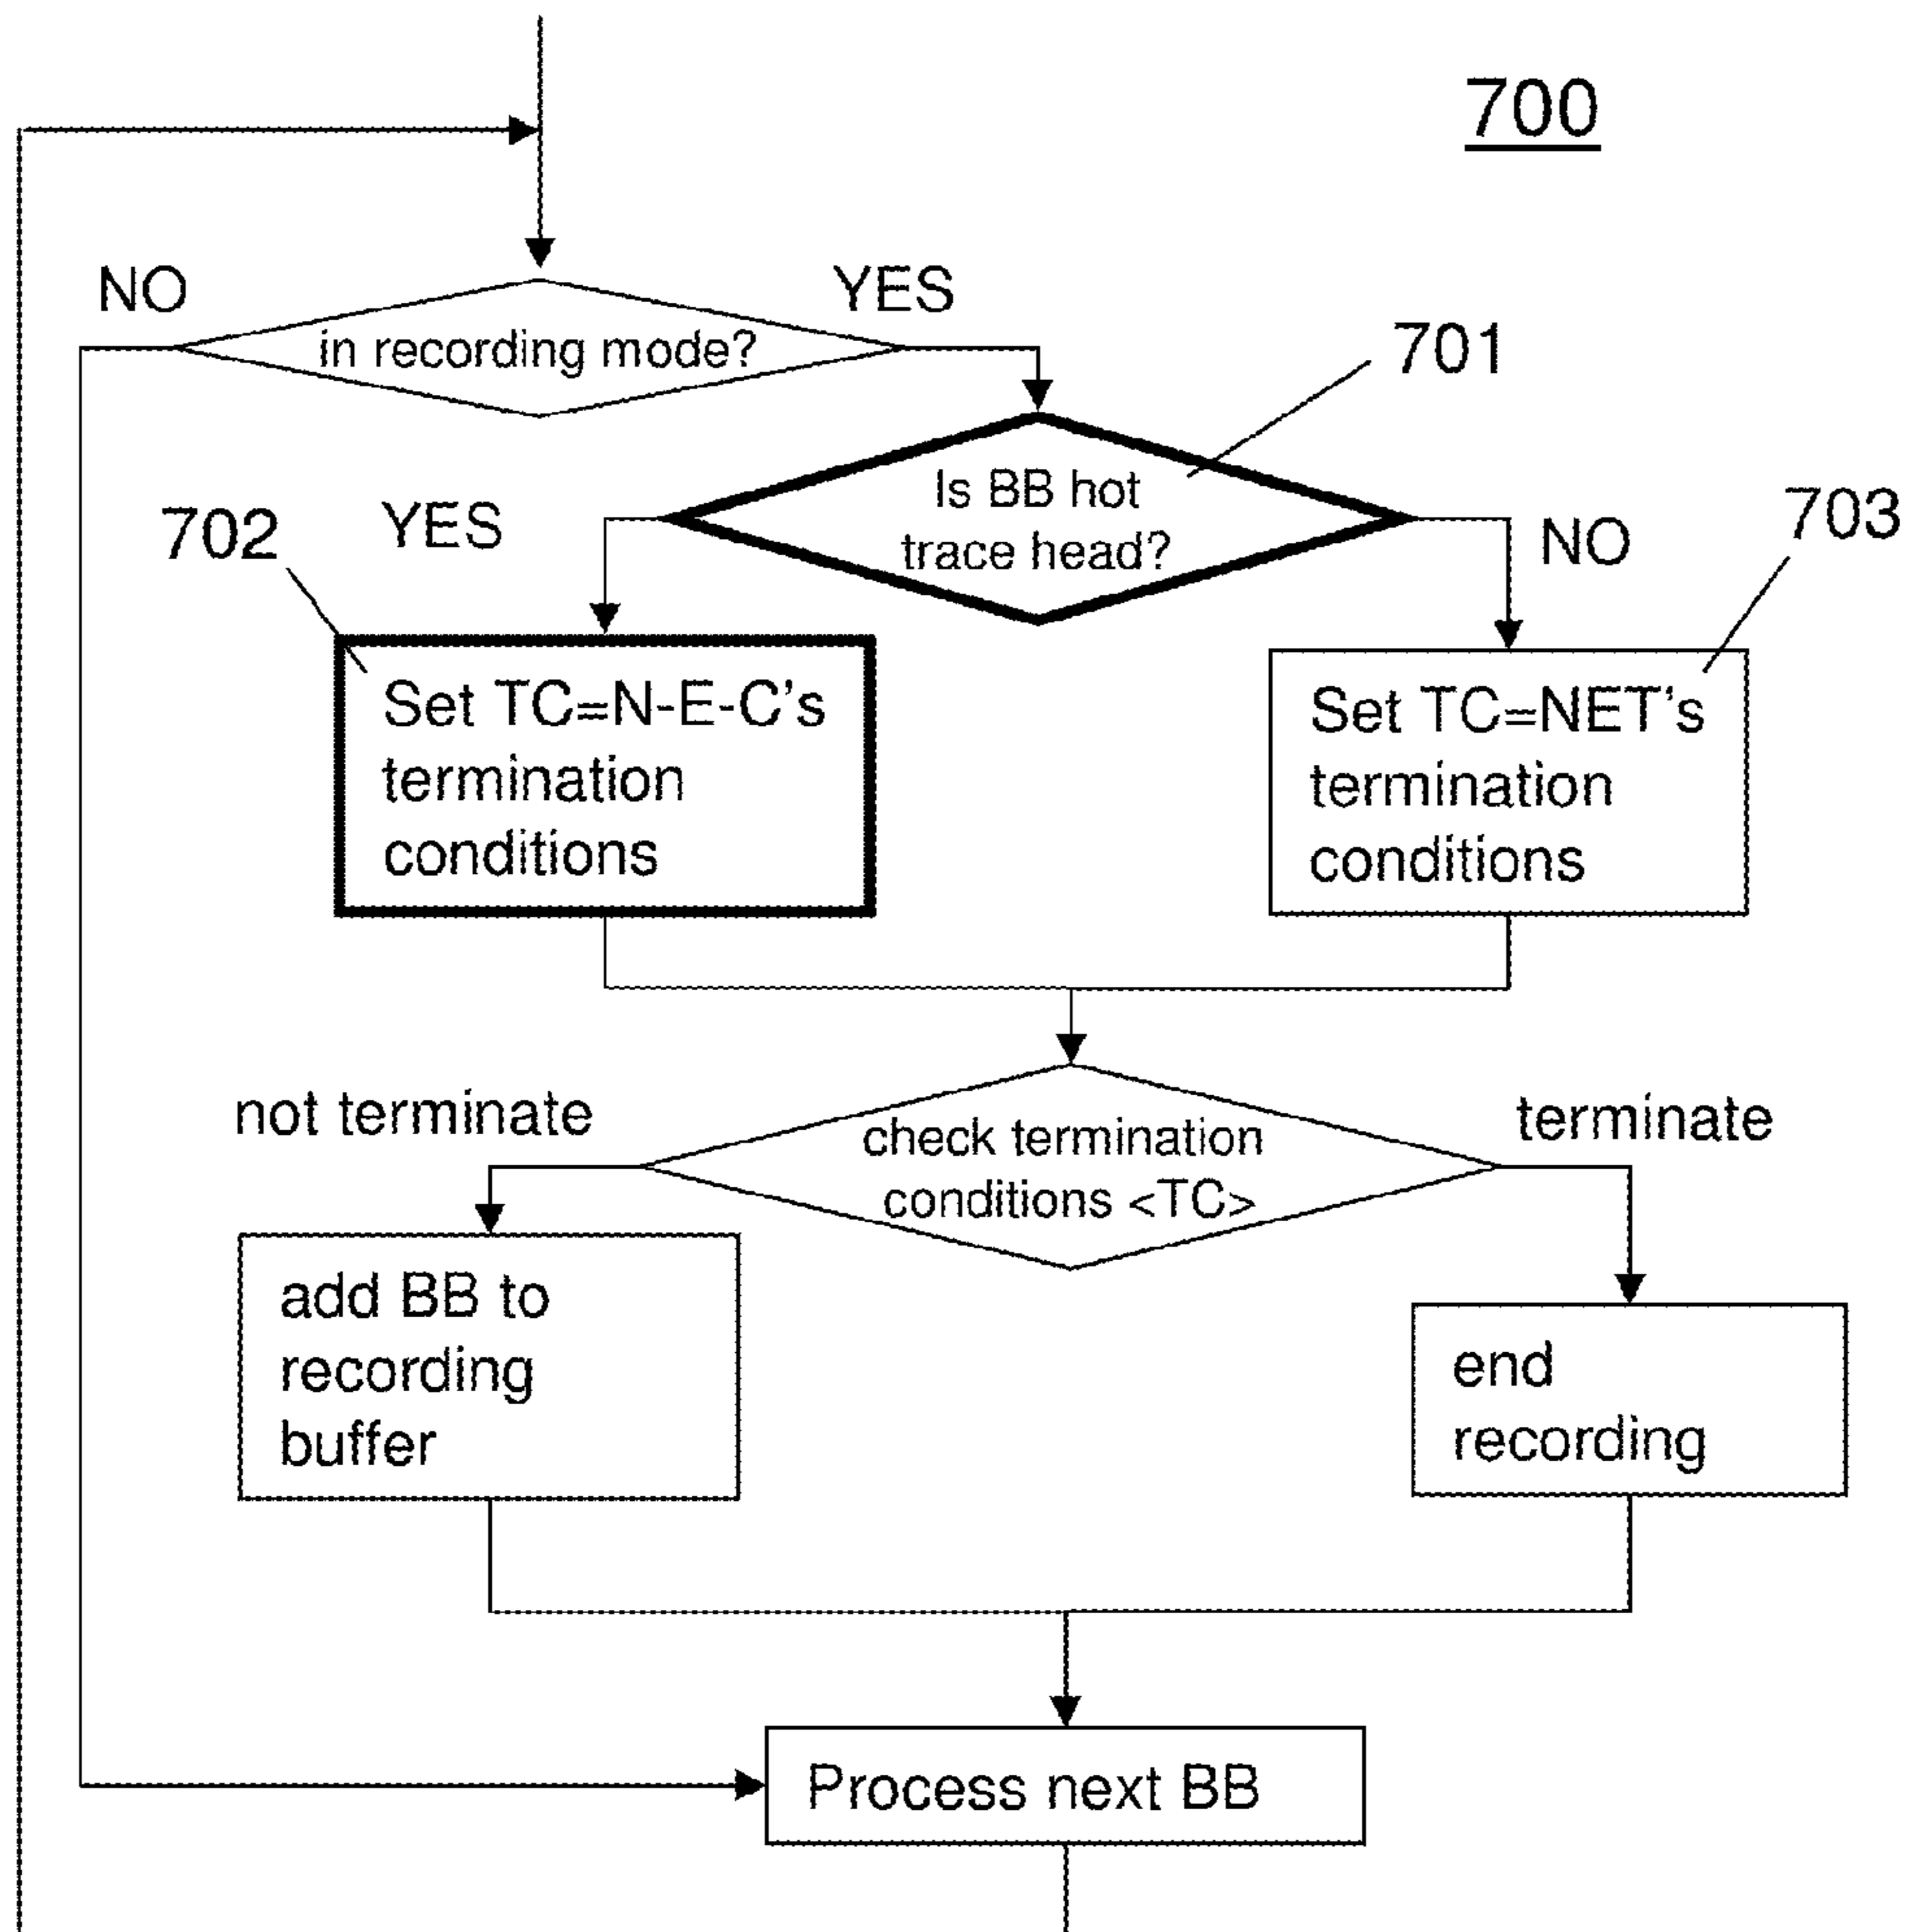 700
NO
YES
in recording mode?
701
Is BB hot
trace head?
702
YES
NO
703
Set TC=N-E-C's
termination
conditions
Set TC=NET's
termination
conditions
not terminate
check termination
conditions <TC>
terminate
add BB to
recording
buffer
end
recording
Process next BB